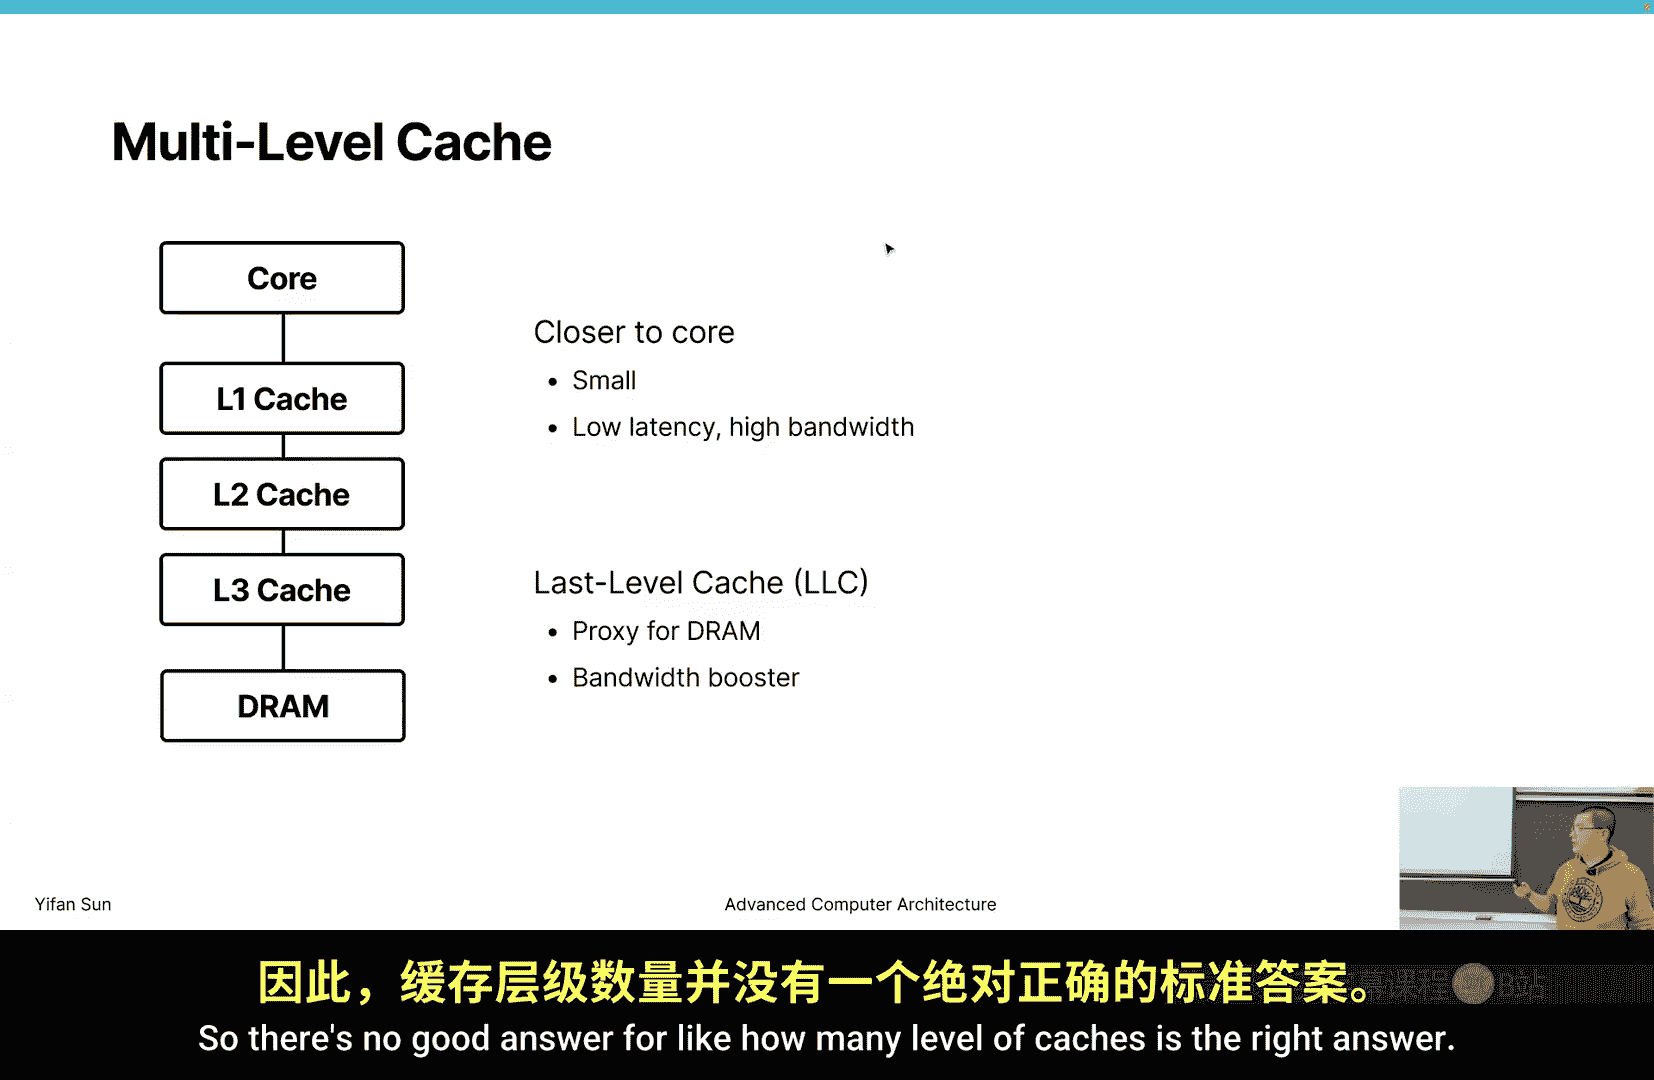 Multi-Level Cache
Core
L1 Cache
L2 Cache
L3 Cache
DRAM
Closer to core
• Small
• Low latency, high bandwidth
Last-Level Cache (LLC)
• Proxy for DRAM
• Bandwidth booster
Yifan Sun
Advanced Computer Architecture
因此，缓存层级数量并没有一个绝对正确的标准答案。
So there's no good answer for like how many level of caches is the right answer.